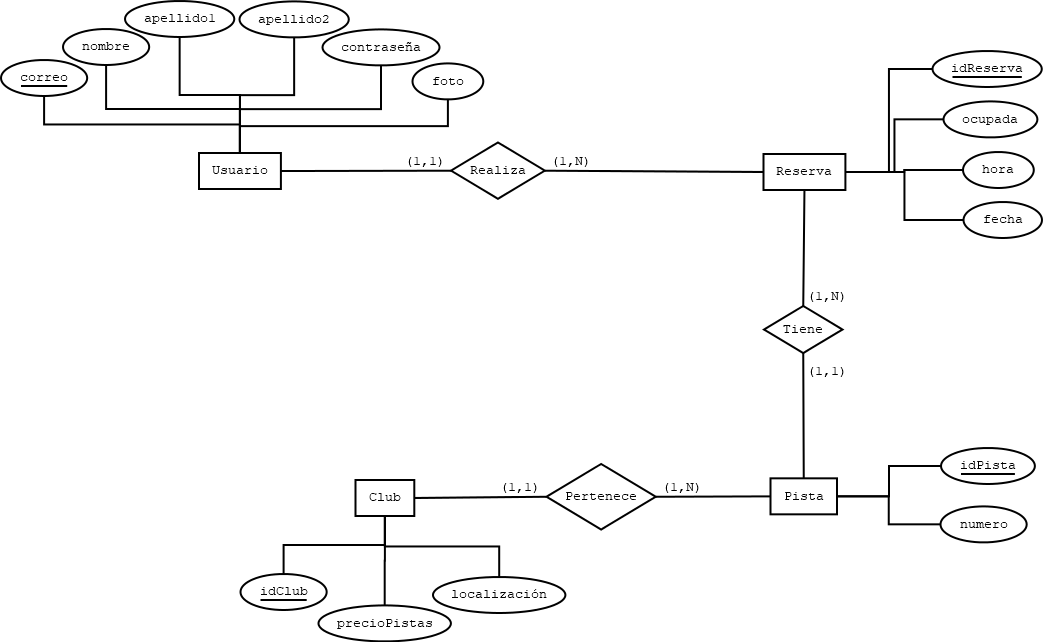 apellido1
apellido2
nombre
contraseña
correo
foto
idReserva
ocupada
Usuario
(1,1)
Realiza
(1,N)
Reserva
hora
fecha
(1,N)
Tiene
(1,1)
idPista
Club
(1,1)
Pertenece
(1,N)
Pista
numero
idClub
localización
precioPistas